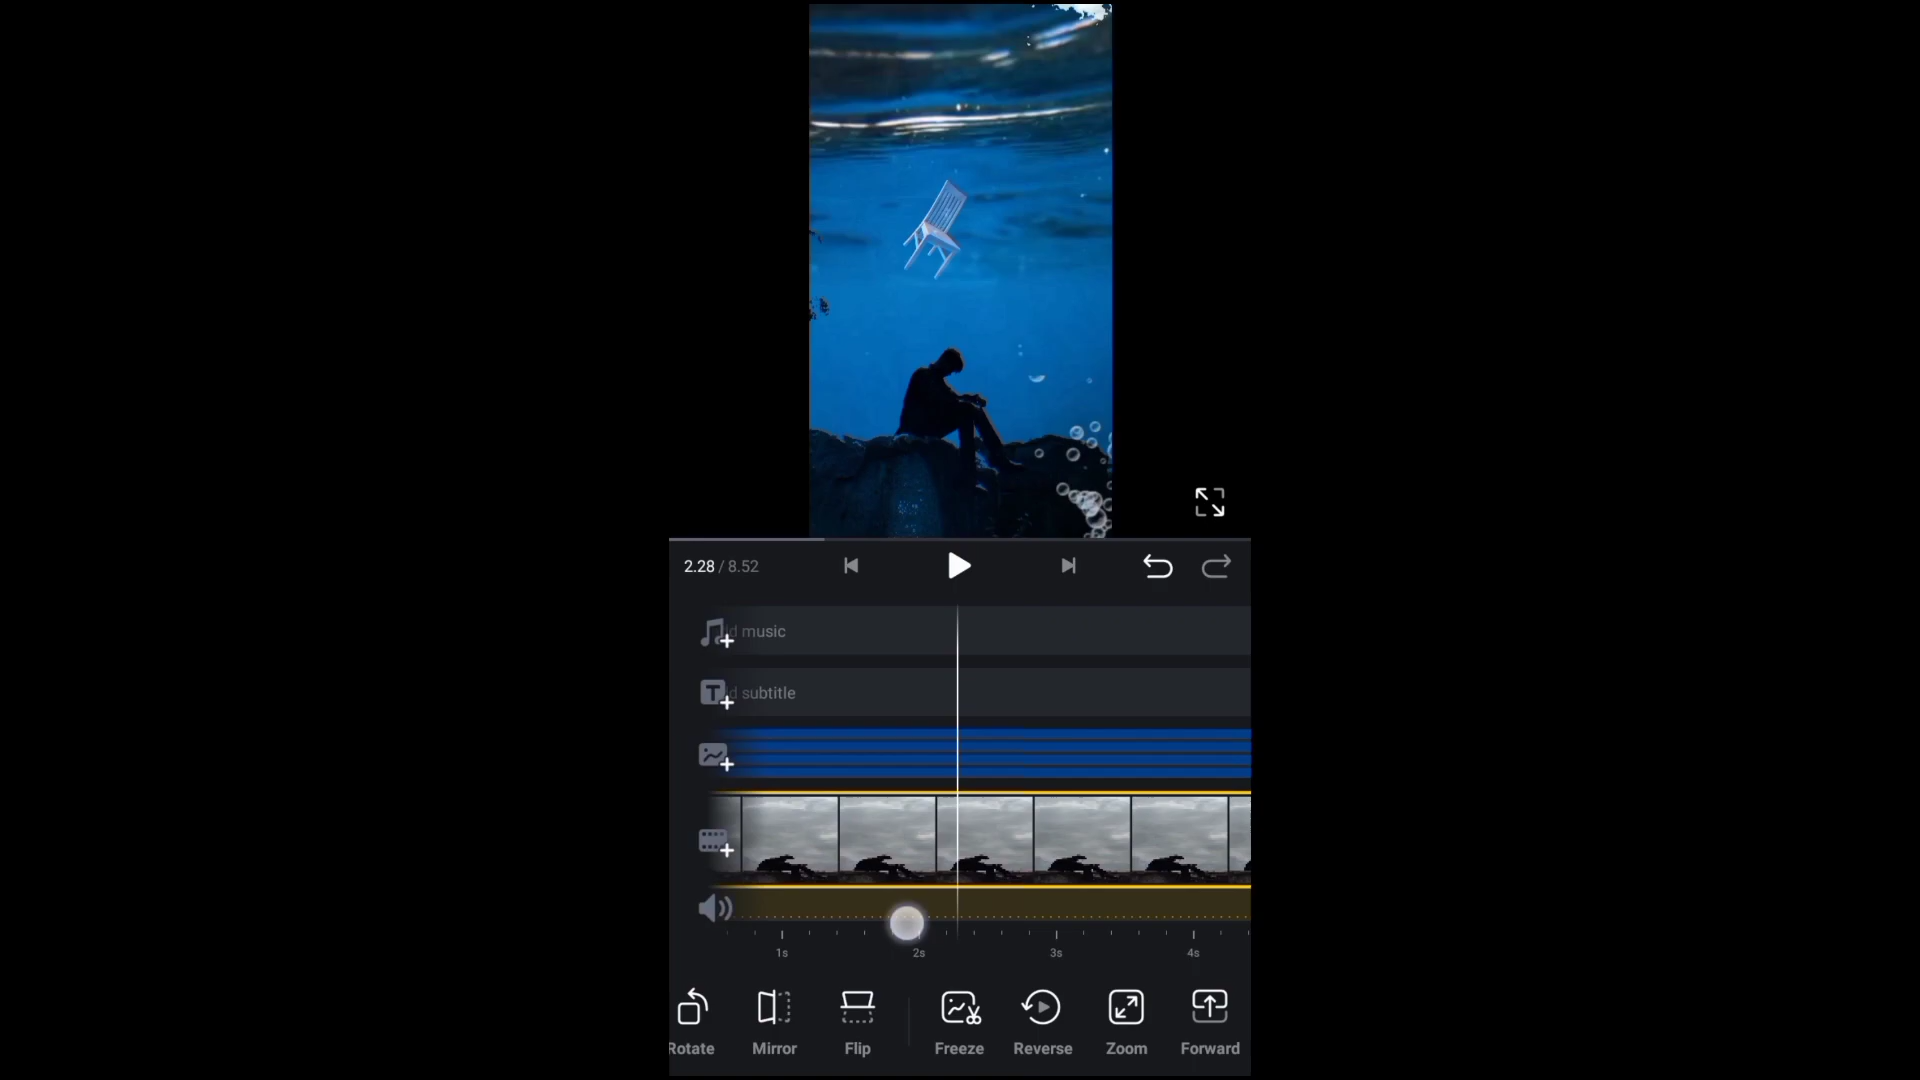 2.28 / 8.52
d music
d subtitle
1s 2s 3s 4s
Rotate Mirror Flip Freeze Reverse Zoom Forward